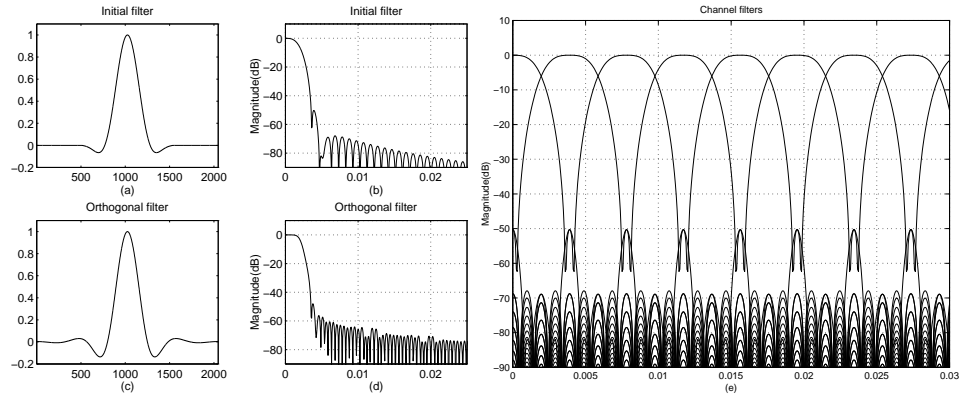 Initial filter
1
0.8
0.6
0.4
0.2
0
−0.2
500 1000 1500 2000
(a)
Magnitude(dB)
0
−20
−40
−60
−80
0 0.01 0.02
(b)
Orthogonal filter
1
0.8
0.6
0.4
0.2
0
−0.2
500 1000 1500 2000
(c)
Orthogonal filter
Magnitude(dB)
0
−20
−40
−60
−80
0 0.01 0.02
(d)
Initial filter
Channel filters
Magnitude(dB)
10
0
−10
−20
−30
−40
−50
−60
−70
−80
−90
0 0.005 0.01 0.015 0.02 0.025 0.03
(e)